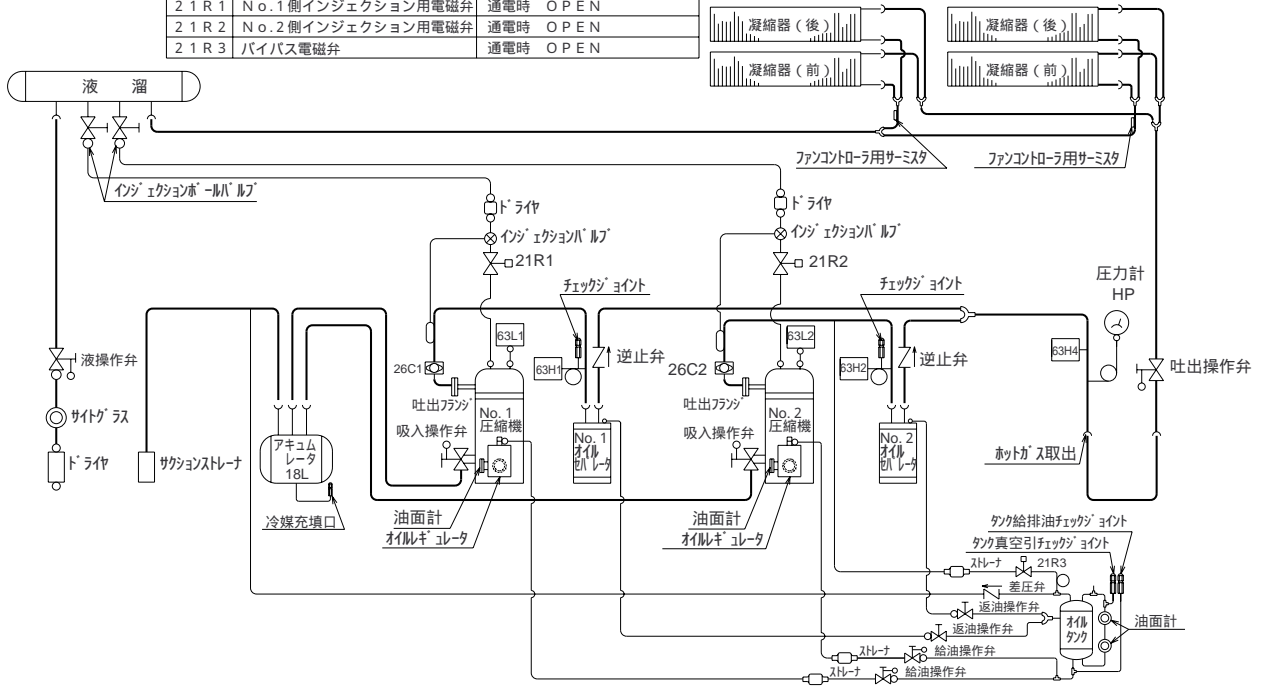 21R1 No.1側インジェクション用電磁弁 通電時 OPEN
21R2 No.2側インジェクション用電磁弁 通電時 OPEN
21R3 バイパス電磁弁 通電時 OPEN
凝縮器(後)
凝縮器(後)
凝縮器(前)
凝縮器(前)
液 溜
ファンコントローラ用サーミスタ
ファンコントローラ用サーミスタ
インジェクションボールバルブ
ドライヤ
ドライヤ
インジェクションバルブ
インジェクションバルブ
21R1
21R2
チェックジョイント
チェックジョイント
圧力計
HP
63L1
63L2
液操作弁
26C1
63H1
逆止弁
26C2
63H2
逆止弁
63H4
吐出操作弁
吐出フランジ
吐出フランジ
サイトグラス
吸入操作弁
No.1
圧縮機
No.1
オイル
セパレータ
吸入操作弁
No.2
圧縮機
No.2
オイル
セパレータ
ホットガス取出
ドライヤ
サクションストレーナ
アキュム
レータ
18L
冷媒充填口
油面計
オイルレギュレータ
油面計
オイルレギュレータ
タンク給排油チェックジョイント
タンク真空引チェックジョイント
ストレーナ
21R3
差圧弁
返油操作弁
オイル
タンク
油面計
返油操作弁
ストレーナ
給油操作弁
ストレーナ
給油操作弁